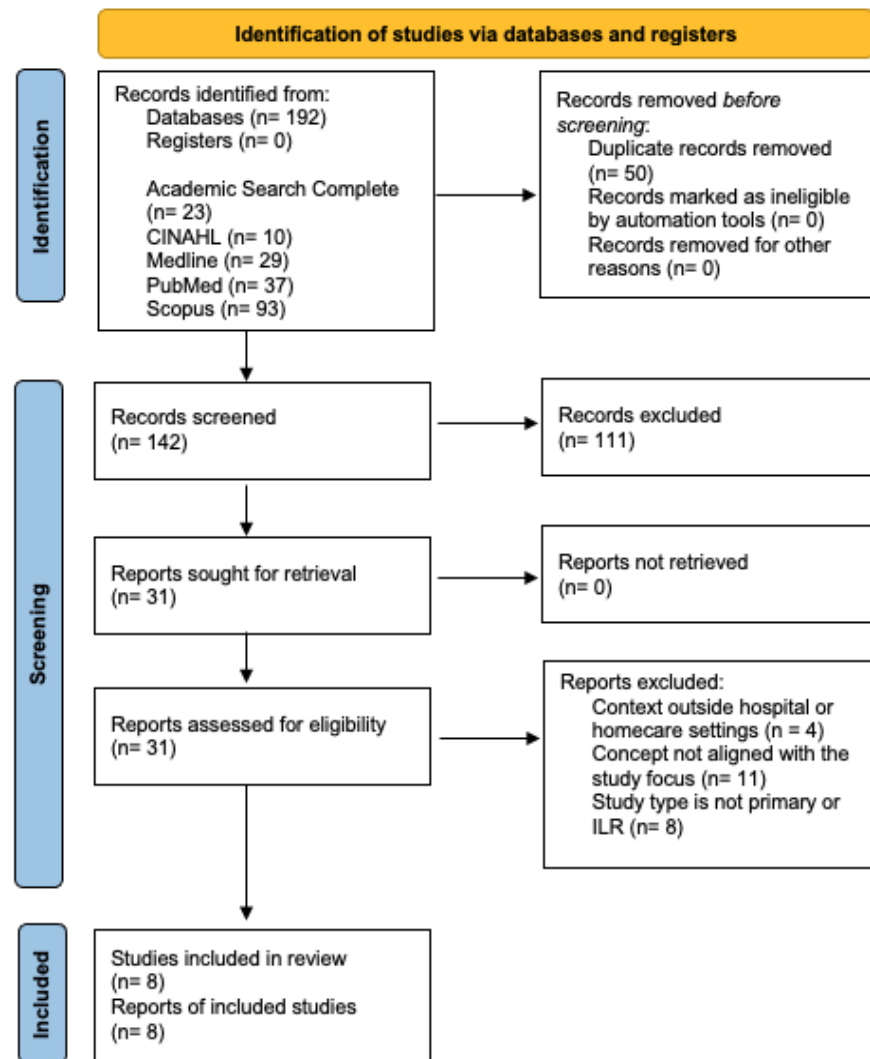 Identification of studies via databases and registers
Identification
Records identified from:
Databases (n= 192)
Registers (n= 0)
Academic Search Complete
(n= 23)
CINAHL (n= 10)
Medline (n= 29)
PubMed (n= 37)
Scopus (n= 93)
Records removed before
screening:
Duplicate records removed
(n= 50)
Records marked as ineligible
by automation tools (n= 0)
Records removed for other
reasons (n= 0)
Screening
Records screened
(n= 142)
Records excluded
(n= 111)
Reports sought for retrieval
(n= 31)
Reports not retrieved
(n= 0)
Reports assessed for eligibility
(n= 31)
Reports excluded:
Context outside hospital or
homecare settings (n = 4)
Concept not aligned with the
study focus (n= 11)
Study type is not primary or
ILR (n= 8)
Included
Studies included in review
(n= 8)
Reports of included studies
(n= 8)